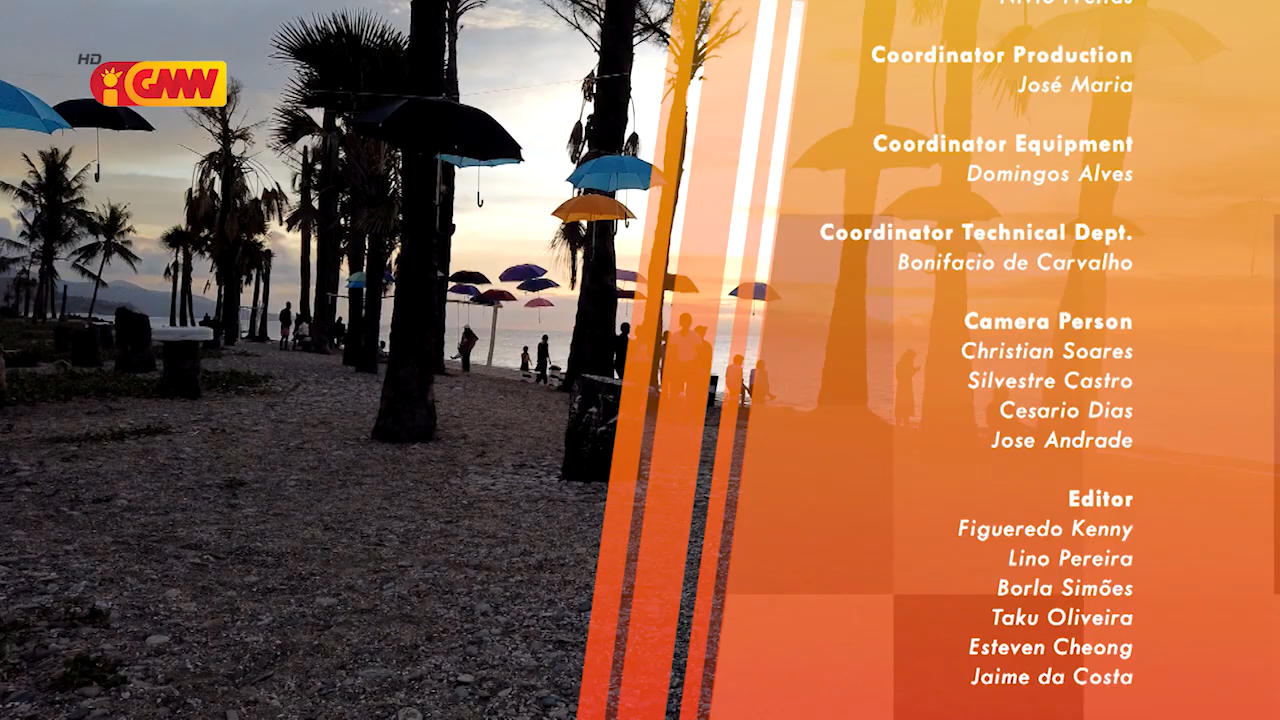 HD
GMN
Coordinator Production
José Maria
Coordinator Equipment
Domingos Alves
Coordinator Technical Dept.
Bonifacio de Carvalho
Camera Person
Christian Soares
Silvestre Castro
Cesario Dias
Jose Andrade
Editor
Figueredo Kenny
Lino Pereira
Borla Simões
Taku Oliveira
Esteven Cheong
Jaime da Costa